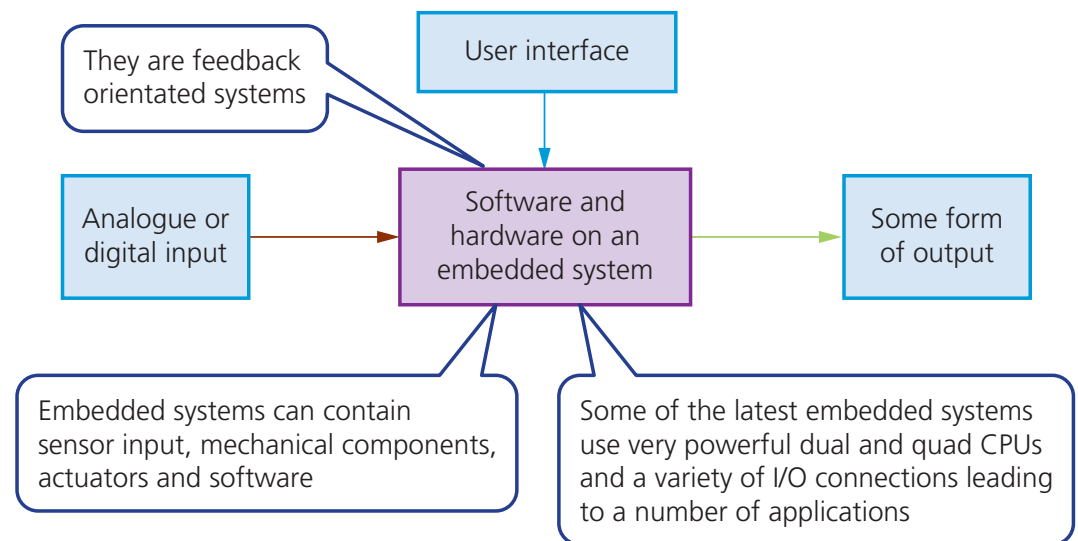 They are feedback
orientated systems
User interface
Analogue or
digital input
Software and
hardware on an
embedded system
Some form
of output
Embedded systems can contain
sensor input, mechanical components,
actuators and software
Some of the latest embedded systems
use very powerful dual and quad CPUs
and a variety of I/O connections leading
to a number of applications